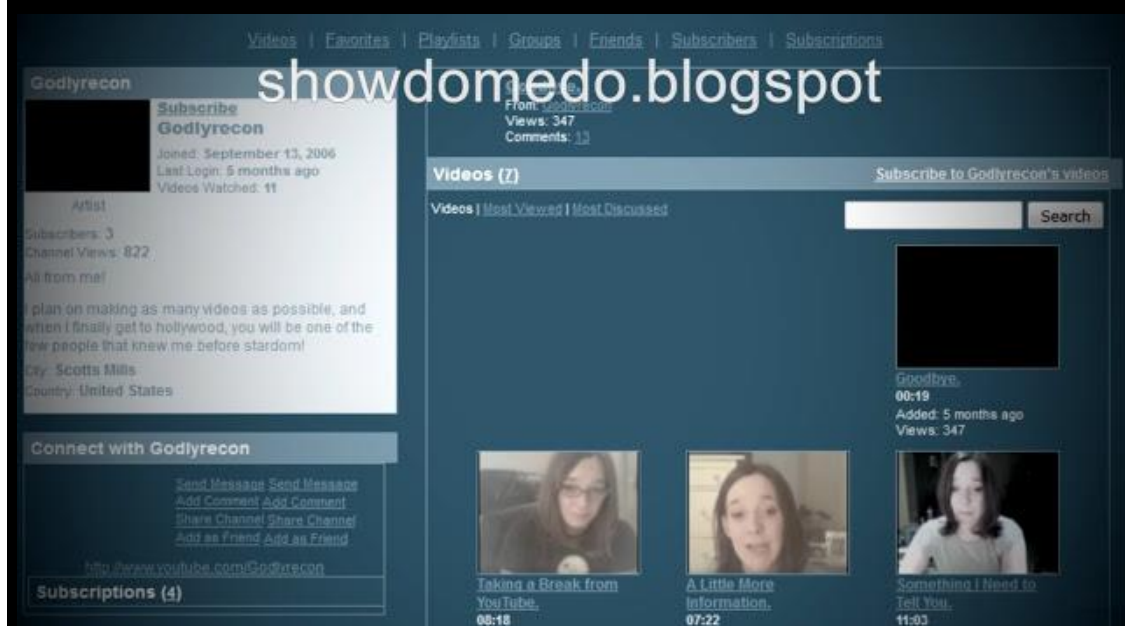 Videos | Favorites | Playlists | Groups | Friends | Subscribers | Subscriptions
showdomedo.blogspot
Godlyrecon
Subscribe
Godlyrecon
Joined: September 13, 2006
Last Login: 5 months ago
Videos Watched: 11
Artist
Subscribers: 3
Channel Views: 822
All from me!
I plan on making as many videos as possible, and
when I finally get to hollywood, you will be one of the
few people that knew me before stardom!
City: Scotts Mills
Country: United States
Connect with Godlyrecon
Send Message Send Message
Add Comment Add Comment
Share Channel Share Channel
Add as Friend Add as Friend
http://www.youtube.com/Godlyrecon
Subscriptions (4)
From: Godlyrecon
Views: 347
Comments: 13
Videos (7)
Subscribe to Godlyrecon's videos
Videos | Most Viewed | Most Discussed
Search
Goodbye.
00:19
Added: 5 months ago
Views: 347
Taking a Break from
YouTube.
08:18
A Little More
Information.
07:22
Something I Need to
Tell You.
11:03